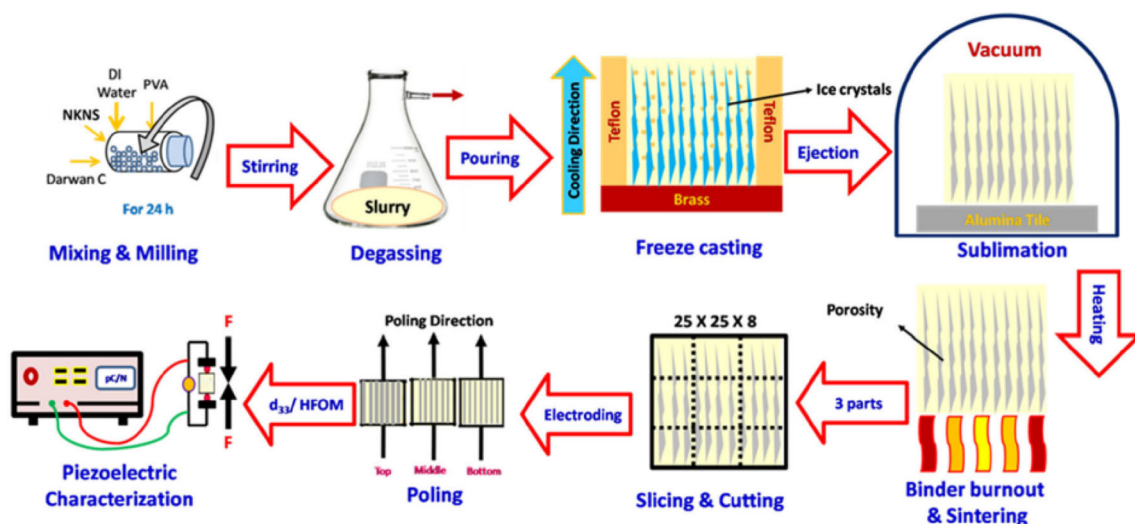 DI
Water
PVA
NKNS
Darwan C
For 24 h
Mixing & Milling
Stirring
Slurry
Degassing
Pouring
Cooling Direction
Teflon
Teflon
Ice crystals
Brass
Freeze casting
Ejection
Vacuum
Alumina Tile
Sublimation
Heating
Porosity
Binder burnout
& Sintering
3 parts
25 X 25 X 8
Slicing & Cutting
Electroding
Poling Direction
Top
Middle
Bottom
Poling
d₃₃/ HFOM
F
F
pC/N
Piezoelectric
Characterization